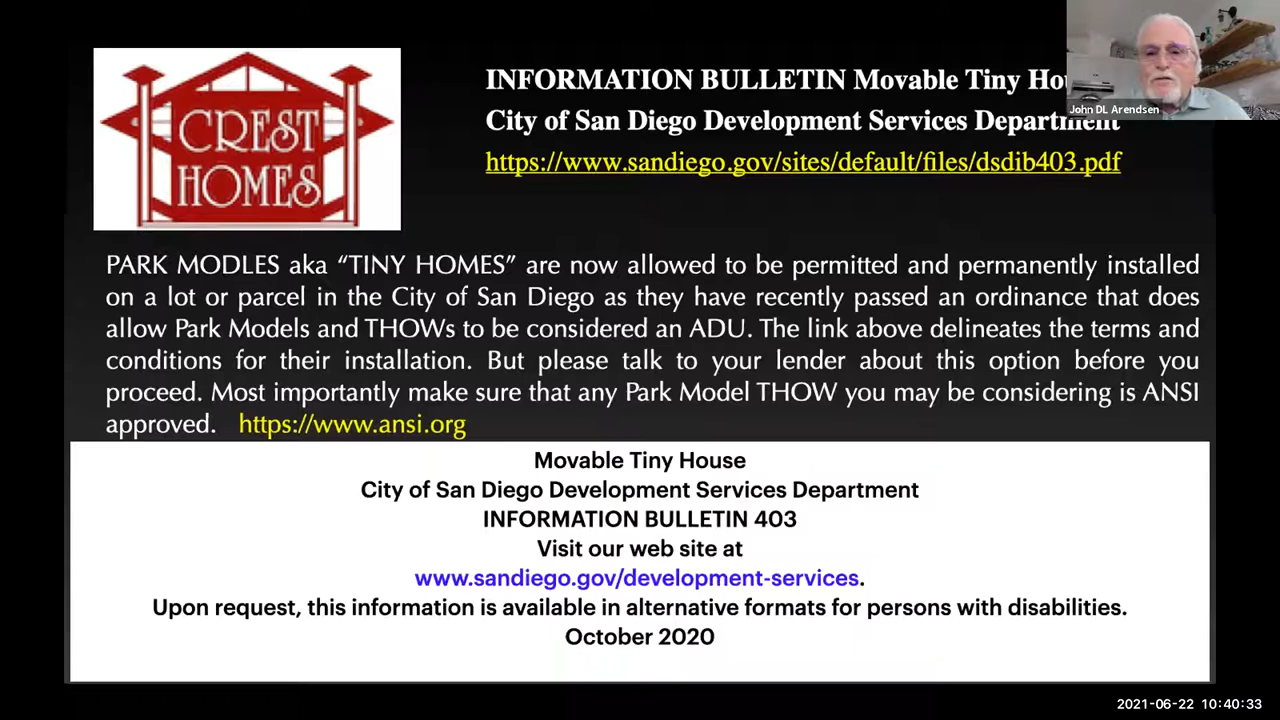 CREST
HOMES
INFORMATION BULLETIN Movable Tiny
City of San Diego Development Services Department
https://www.sandiego.gov/sites/default/files/dsdib403.pdf
John DL Arendsen
PARK MODLES aka “TINY HOMES” are now allowed to be permitted and permanently installed
on a lot or parcel in the City of San Diego as they have recently passed an ordinance that does
allow Park Models and THOWs to be considered an ADU. The link above delineates the terms and
conditions for their installation. But please talk to your lender about this option before you
proceed. Most importantly make sure that any Park Model THOW you may be considering is ANSI
approved. https://www.ansi.org
Movable Tiny House
City of San Diego Development Services Department
INFORMATION BULLETIN 403
Visit our web site at
www.sandiego.gov/development-services.
Upon request, this information is available in alternative formats for persons with disabilities.
October 2020
2021-06-22 10:40:33